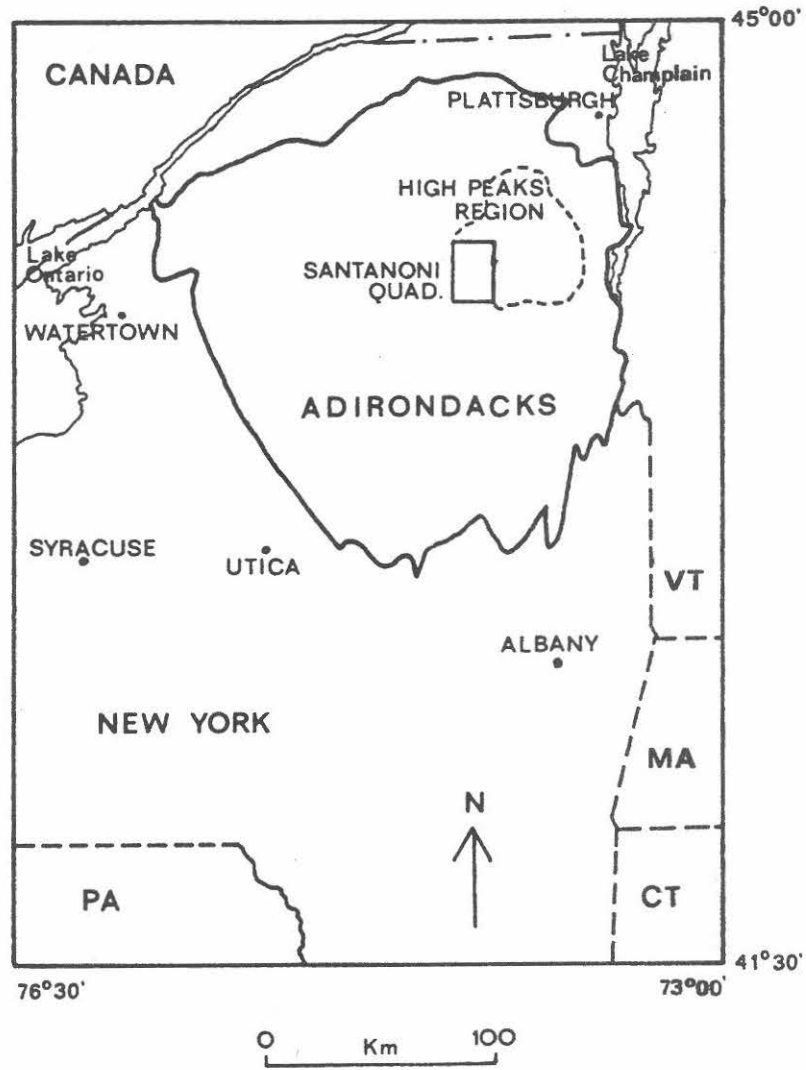 45°00'
CANADA
Lake
Champlain
PLATTSBURGH
HIGH PEAKS
REGION
Lake
Ontario
SANTANONI
QUAD.
WATERTOWN
ADIRONDACKS
SYRACUSE
UTICA
VT
ALBANY
NEW YORK
MA
N
PA
CT
41°30'
76°30'
73°00'
0 100
Km